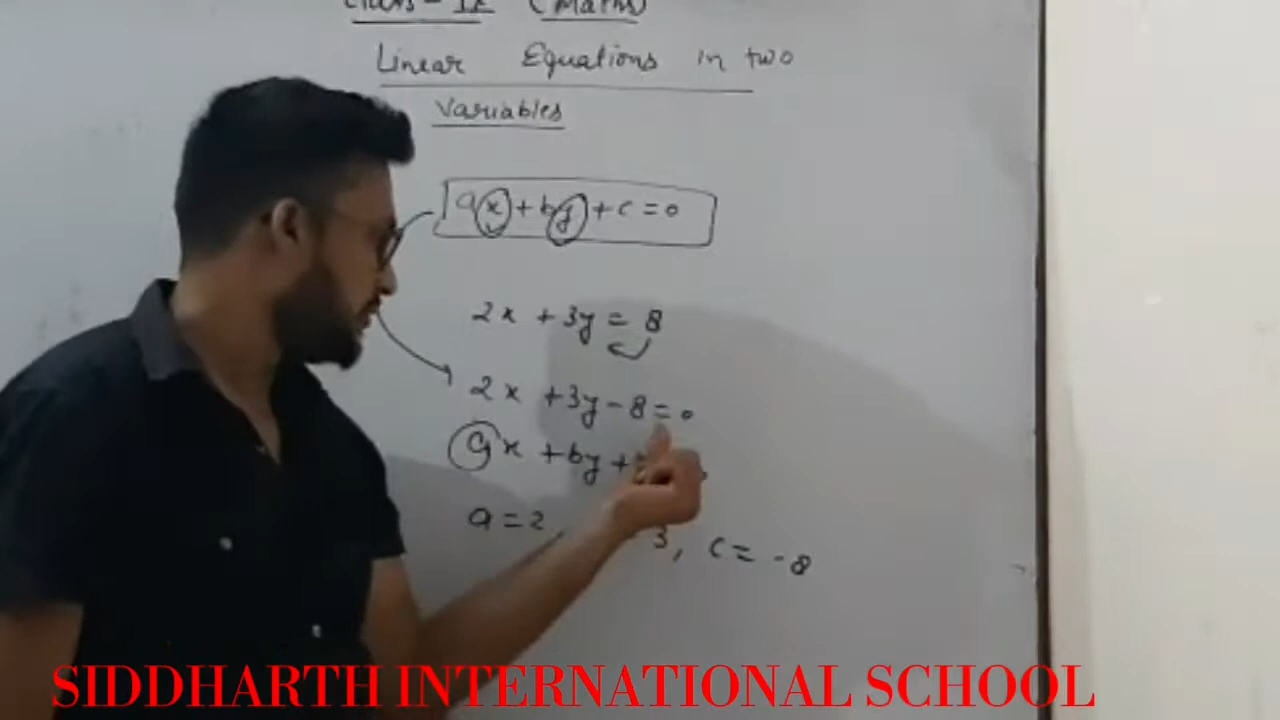 Class - IX (Maths)
Linear Equations in two
Variables
ax + by + c = 0
2x + 3y = 8
2x + 3y - 8 = 0
ax + by +
a = 2, 3, c = -8
SIDDHARTH INTERNATIONAL SCHOOL